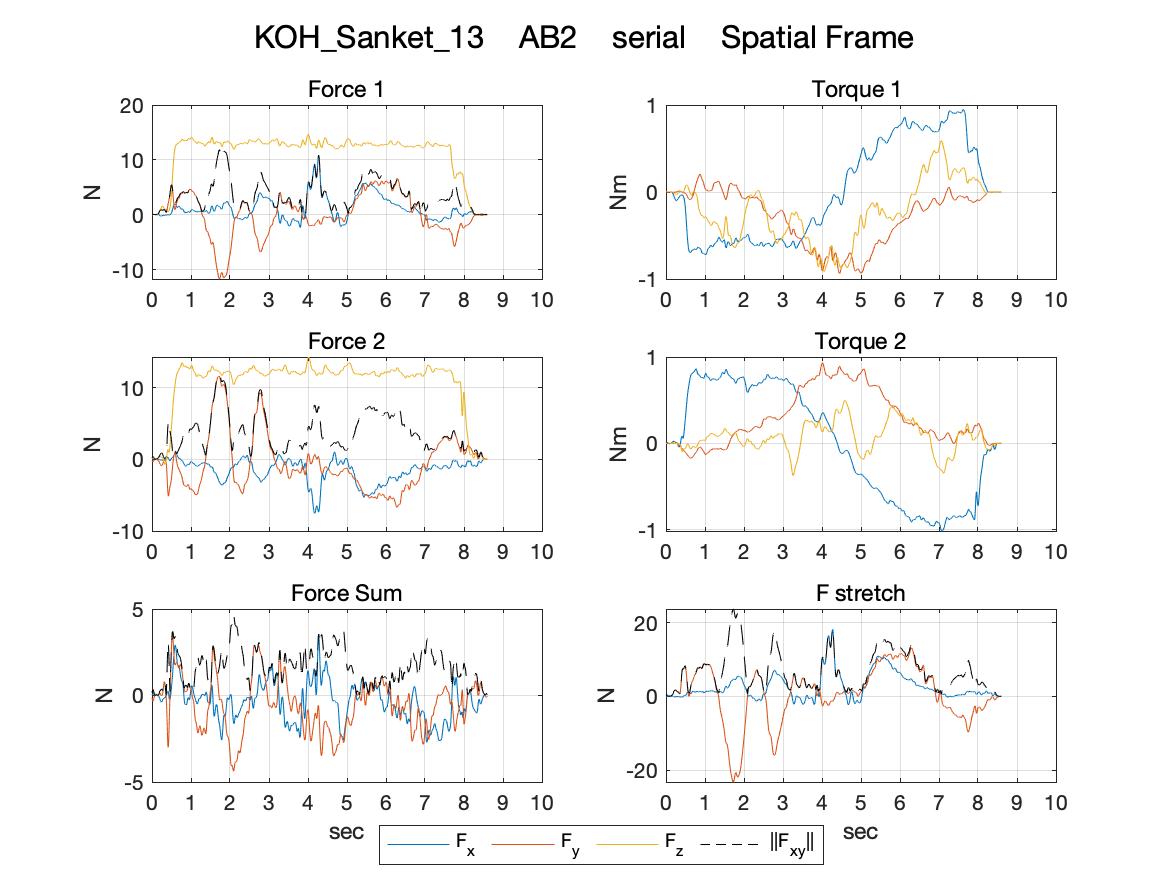 KOH_Sanket_13 AB2 serial Spatial Frame
Force 1
20
10
0
-10
N
0 1 2 3 4 5 6 7 8 9 10
Torque 1
1
0
-1
Nm
0 1 2 3 4 5 6 7 8 9 10
Force 2
10
0
-10
N
0 1 2 3 4 5 6 7 8 9 10
Torque 2
1
0
-1
Nm
0 1 2 3 4 5 6 7 8 9 10
Force Sum
5
0
-5
N
0 1 2 3 4 5 6 7 8 9 10
sec
F stretch
20
0
-20
N
0 1 2 3 4 5 6 7 8 9 10
sec
Fx Fy Fz ||Fxy||